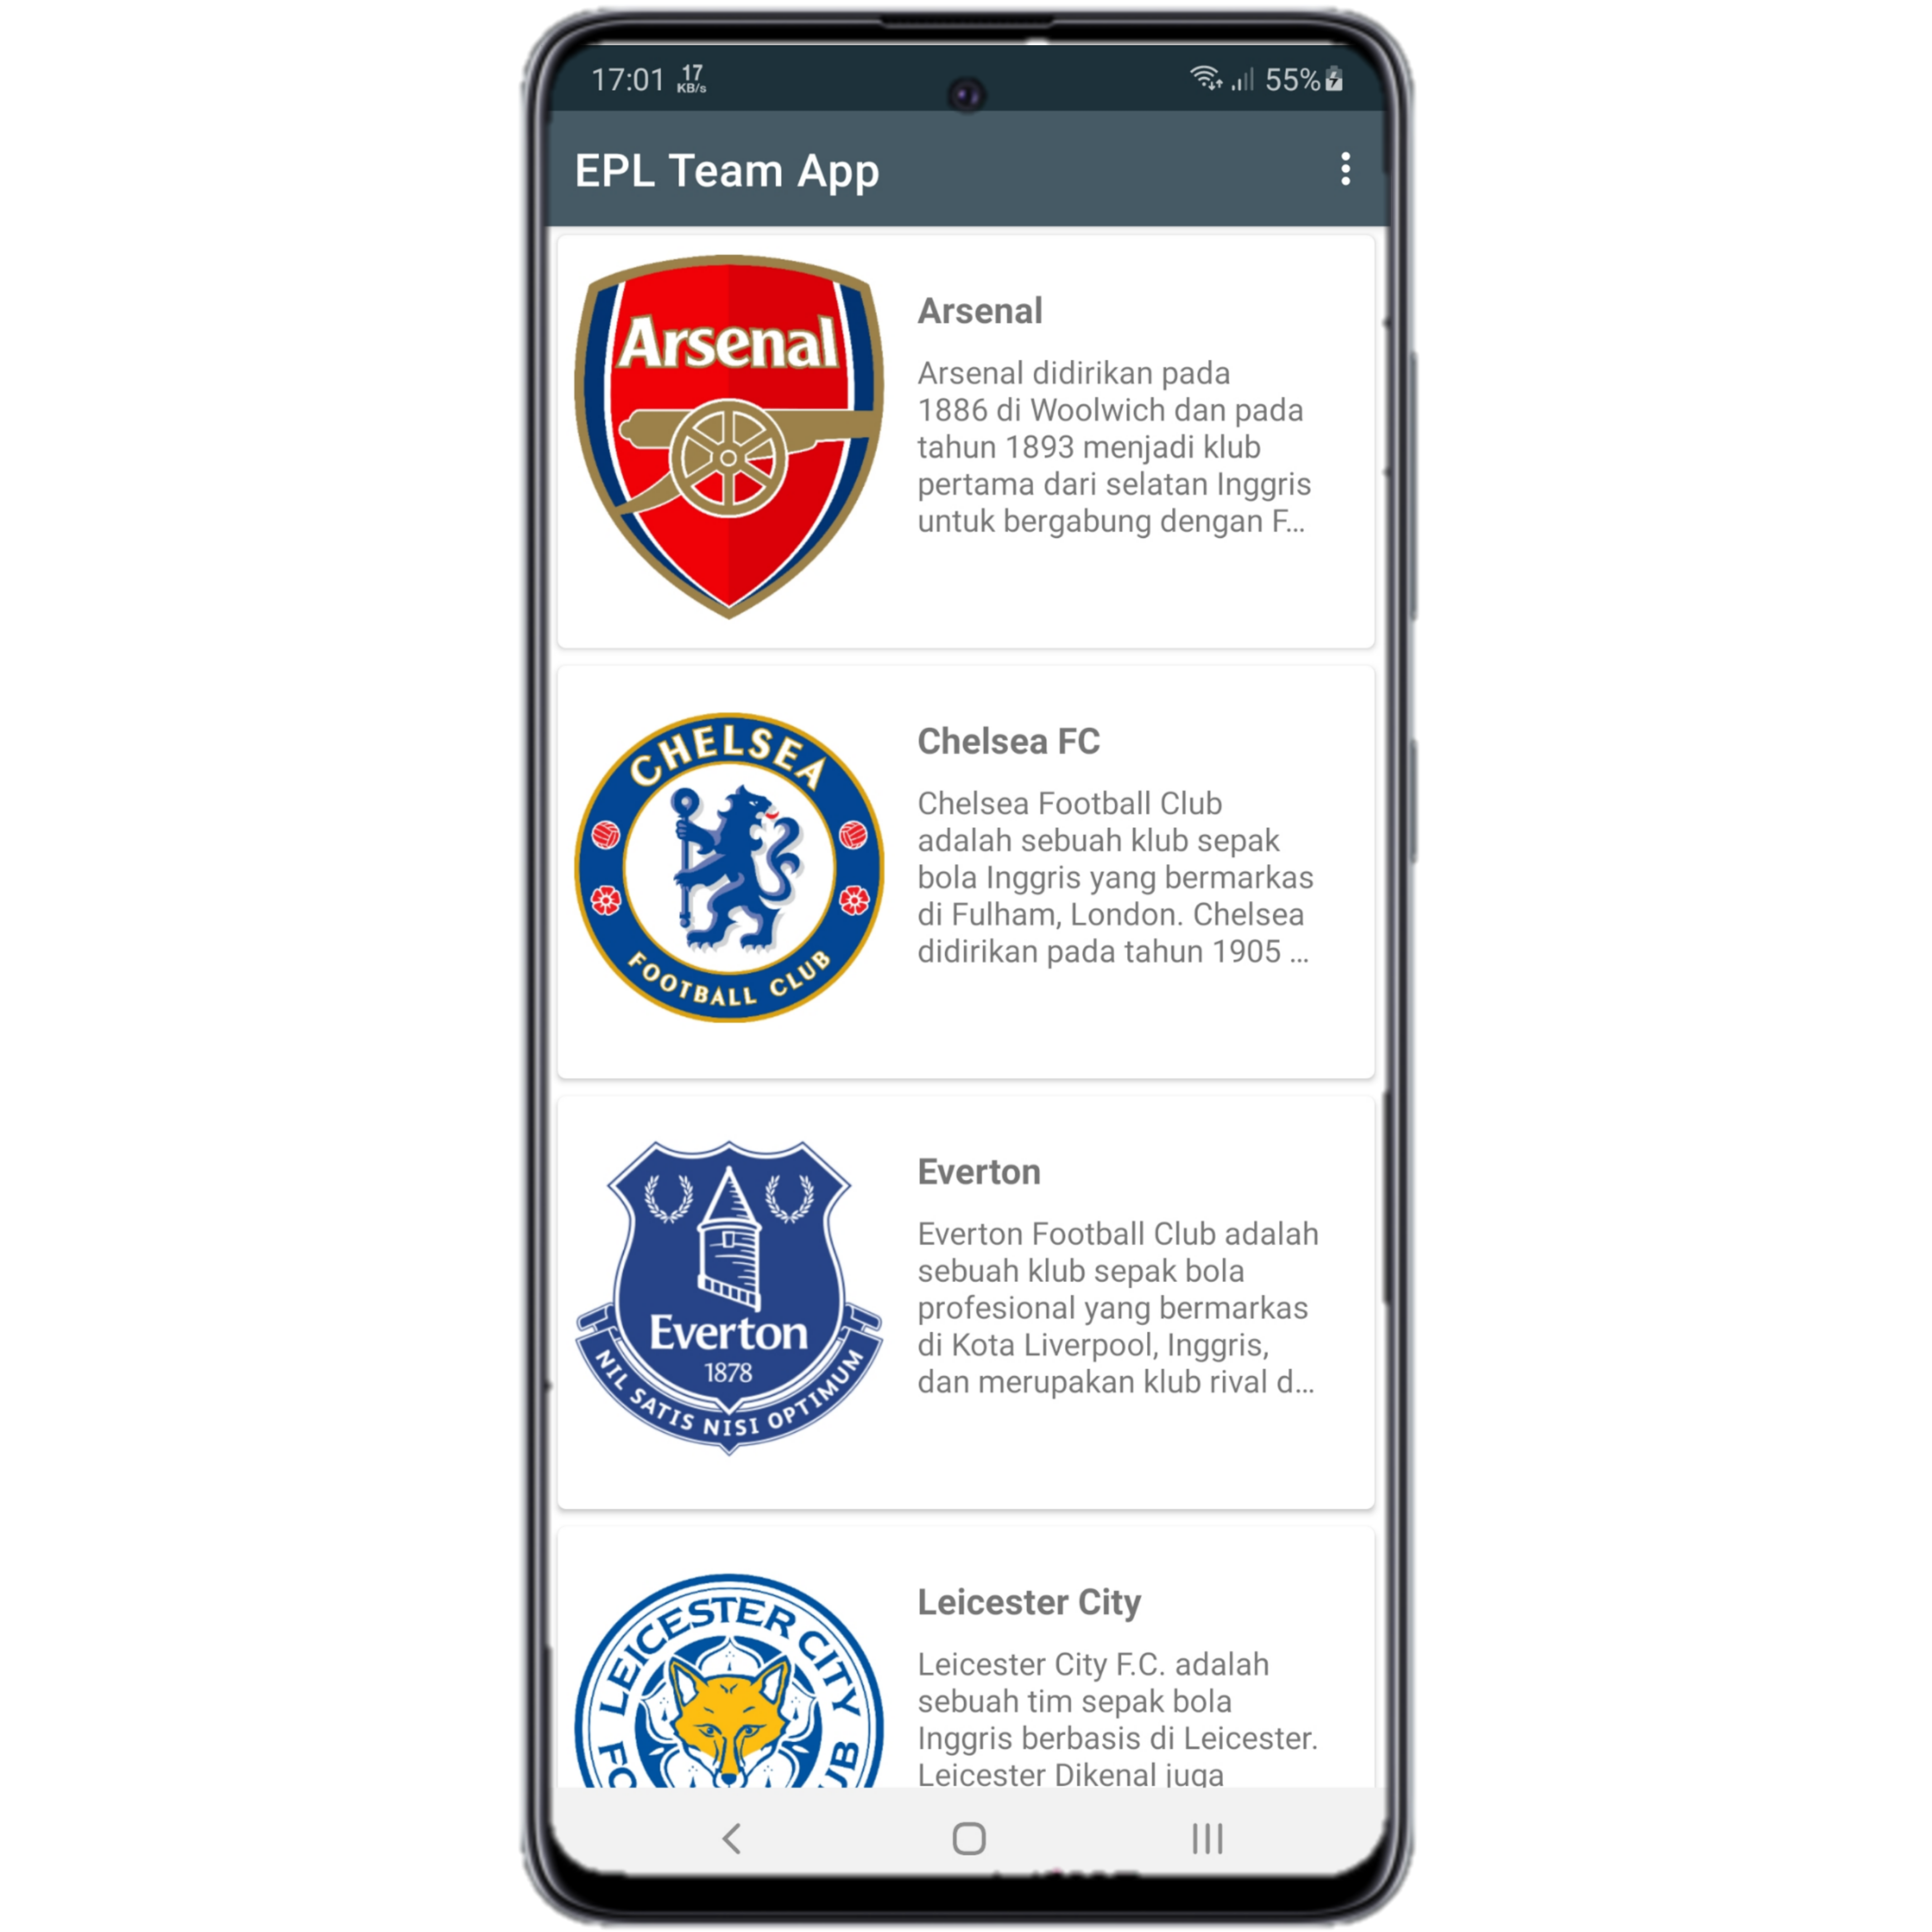 17:01 17 KB/s 55%
EPL Team App
Arsenal
Arsenal
Arsenal didirikan pada
1886 di Woolwich dan pada
tahun 1893 menjadi klub
pertama dari selatan Inggris
untuk bergabung dengan F...
CHELSEA
FOOTBALL CLUB
Chelsea FC
Chelsea Football Club
adalah sebuah klub sepak
bola Inggris yang bermarkas
di Fulham, London. Chelsea
didirikan pada tahun 1905 ...
Everton
1878
NIL SATIS NISI OPTIMUM
Everton
Everton Football Club adalah
sebuah klub sepak bola
profesional yang bermarkas
di Kota Liverpool, Inggris,
dan merupakan klub rival d...
LEICESTER CITY
FO
UB
Leicester City
Leicester City F.C. adalah
sebuah tim sepak bola
Inggris berbasis di Leicester.
Leicester Dikenal juga